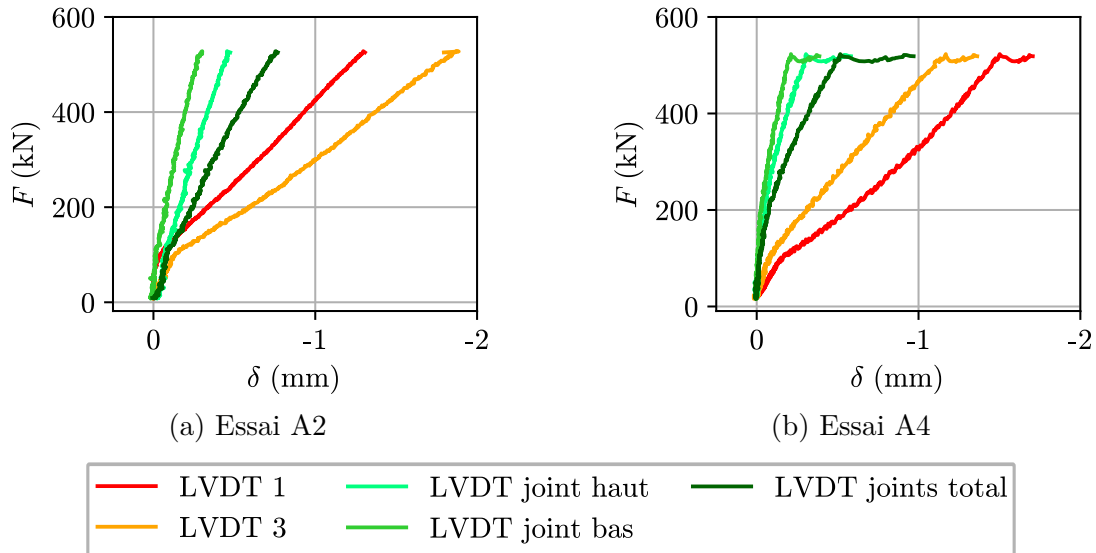 600
400
200
0
F (kN)
0
-1
-2
δ (mm)
(a) Essai A2
600
400
200
0
F (kN)
0
-1
-2
δ (mm)
(b) Essai A4
LVDT 1
LVDT joint haut
LVDT joints total
LVDT 3
LVDT joint bas